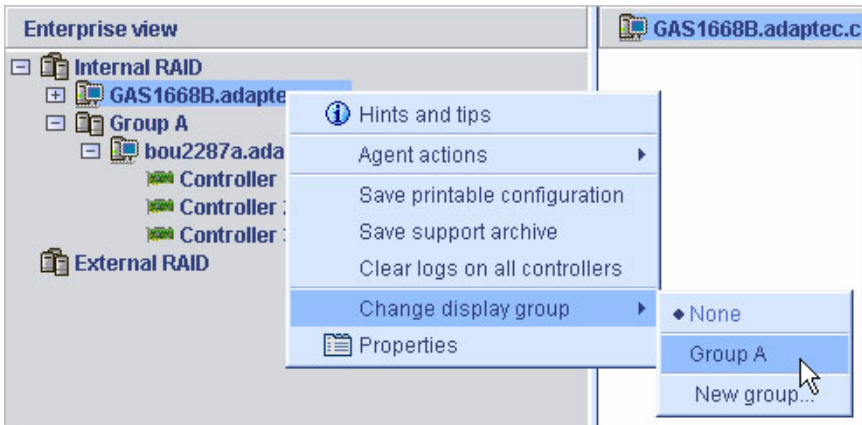 Enterprise view
GAS1668B.adaptec.c
Internal RAID
GAS1668B.adapte
Group A
bou2287a.ada
Controller
Controller
Controller
External RAID
Hints and tips
Agent actions
Save printable configuration
Save support archive
Clear logs on all controllers
Change display group
Properties
None
Group A
New group...